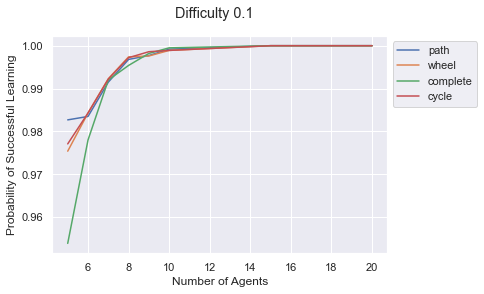 Difficulty 0.1
Probability of Successful Learning
1.00
0.99
0.98
0.97
0.96
6 8 10 12 14 16 18 20
Number of Agents
path
wheel
complete
cycle